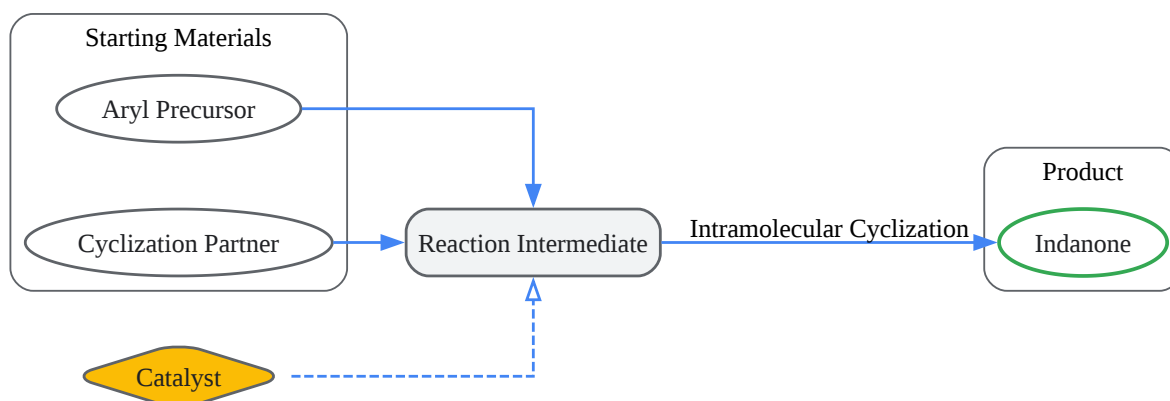 Starting Materials
Aryl Precursor
Cyclization Partner
Catalyst
Reaction Intermediate
Intramolecular Cyclization
Product
Indanone